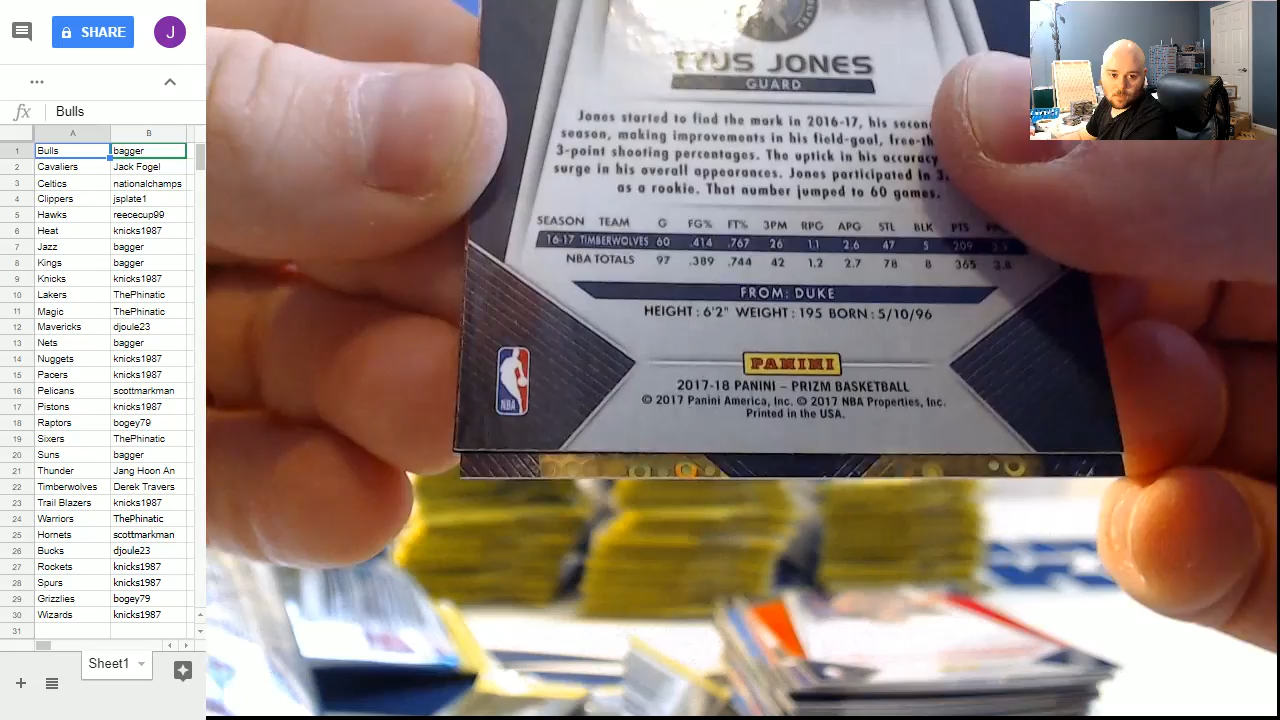 SHARE
J
...
fx Bulls
A B
1 Bulls bagger
2 Cavaliers Jack Fogel
3 Celtics nationalchamps
4 Clippers jsplate1
5 Hawks reececup99
6 Heat knicks1987
7 Jazz bagger
8 Kings bagger
9 Knicks knicks1987
10 Lakers ThePhinatic
11 Magic ThePhinatic
12 Mavericks djoule23
13 Nets bagger
14 Nuggets knicks1987
15 Pacers knicks1987
16 Pelicans scottmarkman
17 Pistons knicks1987
18 Raptors bogey79
19 Sixers ThePhinatic
20 Suns bagger
21 Thunder Jang Hoon An
22 Timberwolves Derek Travers
23 Trail Blazers knicks1987
24 Warriors ThePhinatic
25 Hornets scottmarkman
26 Bucks djoule23
27 Rockets knicks1987
28 Spurs knicks1987
29 Grizzlies bogey79
30 Wizards knicks1987
31
Sheet1
TYUS JONES
GUARD
Jones started to find the mark in 2016-17, his secon
season, making improvements in his field-goal, free-th
3-point shooting percentages. The uptick in his accuracy
surge in his overall appearances. Jones participated in 3
as a rookie. That number jumped to 60 games.
SEASON TEAM G FG% FT% 3PM RPG APG STL BLK PTS
16-17 TIMBERWOLVES 60 .414 .767 26 1.1 2.6 47 5 209
NBA TOTALS 97 .389 .744 42 1.2 2.7 78 8 365 3.8
FROM: DUKE
HEIGHT: 6'2" WEIGHT: 195 BORN: 5/10/96
NBA
PANINI
2017-18 PANINI – PRIZM BASKETBALL
© 2017 Panini America, Inc. © 2017 NBA Properties, Inc.
Printed in the USA.